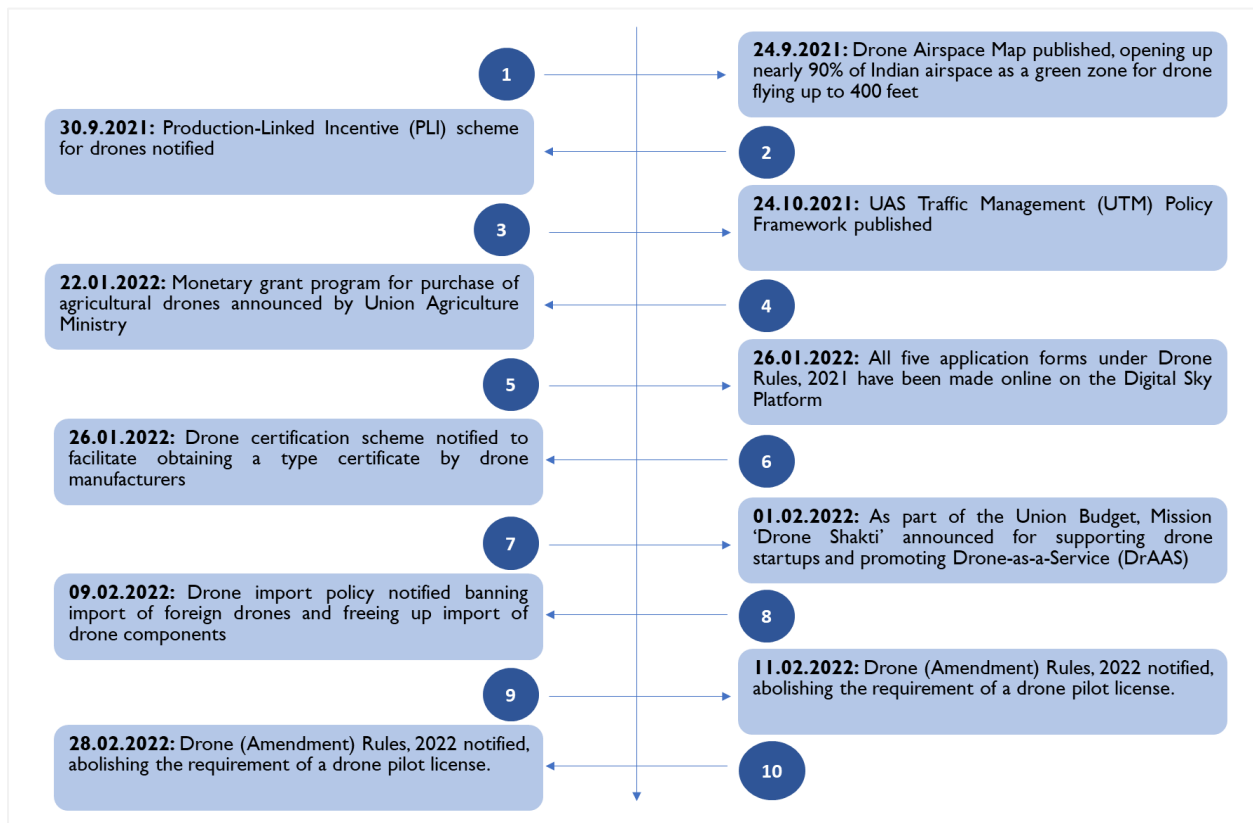 1
24.9.2021: Drone Airspace Map published, opening up
nearly 90% of Indian airspace as a green zone for drone
flying up to 400 feet
30.9.2021: Production-Linked Incentive (PLI) scheme
for drones notified
2
3
24.10.2021: UAS Traffic Management (UTM) Policy
Framework published
22.01.2022: Monetary grant program for purchase of
agricultural drones announced by Union Agriculture
Ministry
4
5
26.01.2022: All five application forms under Drone
Rules, 2021 have been made online on the Digital Sky
Platform
26.01.2022: Drone certification scheme notified to
facilitate obtaining a type certificate by drone
manufacturers
6
7
01.02.2022: As part of the Union Budget, Mission
‘Drone Shakti’ announced for supporting drone
startups and promoting Drone-as-a-Service (DrAAS)
09.02.2022: Drone import policy notified banning
import of foreign drones and freeing up import of
drone components
8
9
11.02.2022: Drone (Amendment) Rules, 2022 notified,
abolishing the requirement of a drone pilot license.
28.02.2022: Drone (Amendment) Rules, 2022 notified,
abolishing the requirement of a drone pilot license.
10